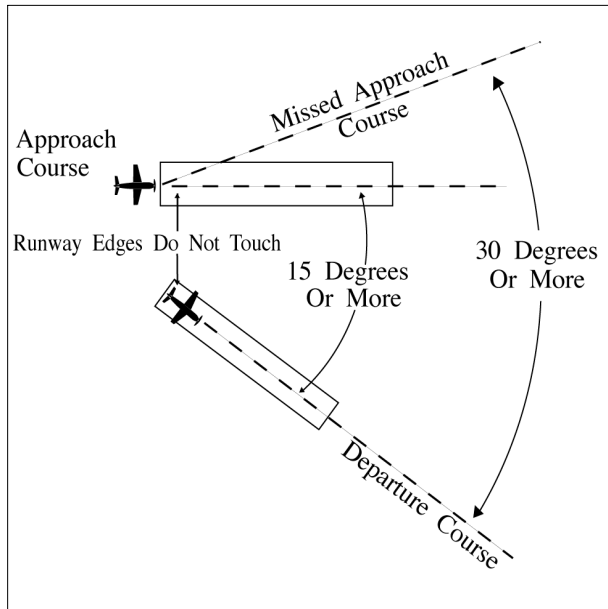 Missed Approach
Course
Approach
Course
Runway Edges Do Not Touch
15 Degrees
Or More
30 Degrees
Or More
Departure Course